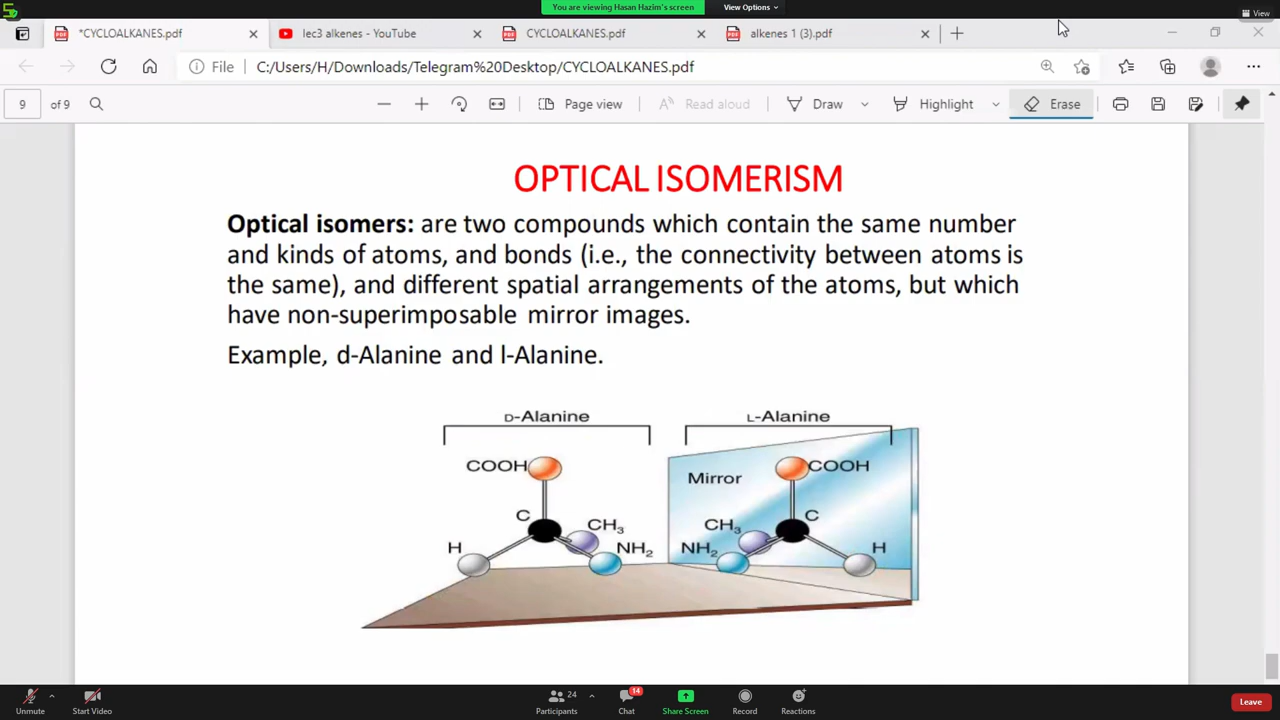 You are viewing Hasan Hazim's screen
View Options
View
*CYCLOALKANES.pdf
lec3 alkenes - YouTube
CYCLOALKANES.pdf
alkenes 1 (3).pdf
File
C:/Users/H/Downloads/Telegram%20Desktop/CYCLOALKANES.pdf
9 of 9
Page view
Read aloud
Draw
Highlight
Erase
OPTICAL ISOMERISM
Optical isomers: are two compounds which contain the same number
and kinds of atoms, and bonds (i.e., the connectivity between atoms is
the same), and different spatial arrangements of the atoms, but which
have non-superimposable mirror images.
Example, d-Alanine and l-Alanine.
D-Alanine
L-Alanine
COOH
Mirror
COOH
C
CH₃
H
NH₂
CH₃
C
NH₂
H
Unmute
Start Video
24
Participants
14
Chat
Share Screen
Record
Reactions
Leave